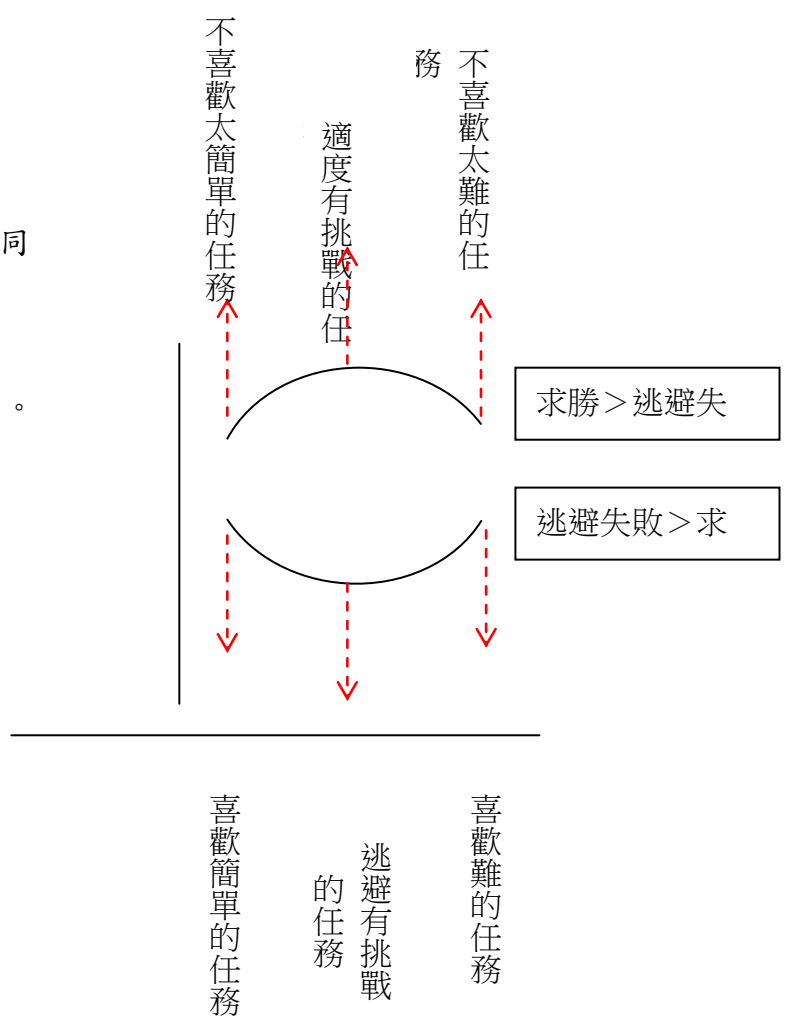 不喜歡太難的任
務
適度有挑戰的任
不喜歡太簡單的任務
同
。
求勝＞逃避失
逃避失敗＞求
喜歡難的任務
逃避有挑戰
的任務
喜歡簡單的任務